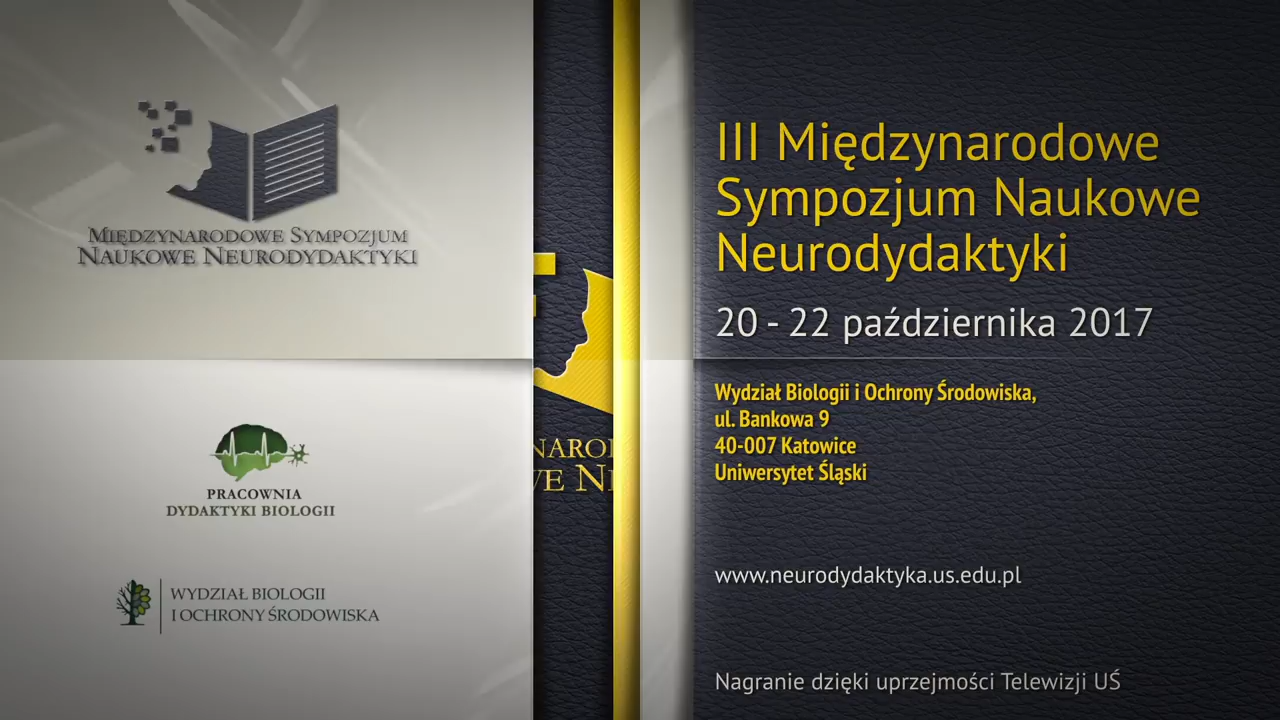 Międzynarodowe Sympozjum
Naukowe Neurodydaktyki
PRACOWNIA
DYDAKTYKI BIOLOGII
WYDZIAŁ BIOLOGII
I OCHRONY ŚRODOWISKA
III Międzynarodowe
Sympozjum Naukowe
Neurodydaktyki
20 - 22 października 2017
Wydział Biologii i Ochrony Środowiska,
ul. Bankowa 9
40-007 Katowice
Uniwersytet Śląski
www.neurodydaktyka.us.edu.pl
Nagranie dzięki uprzejmości Telewizji UŚ